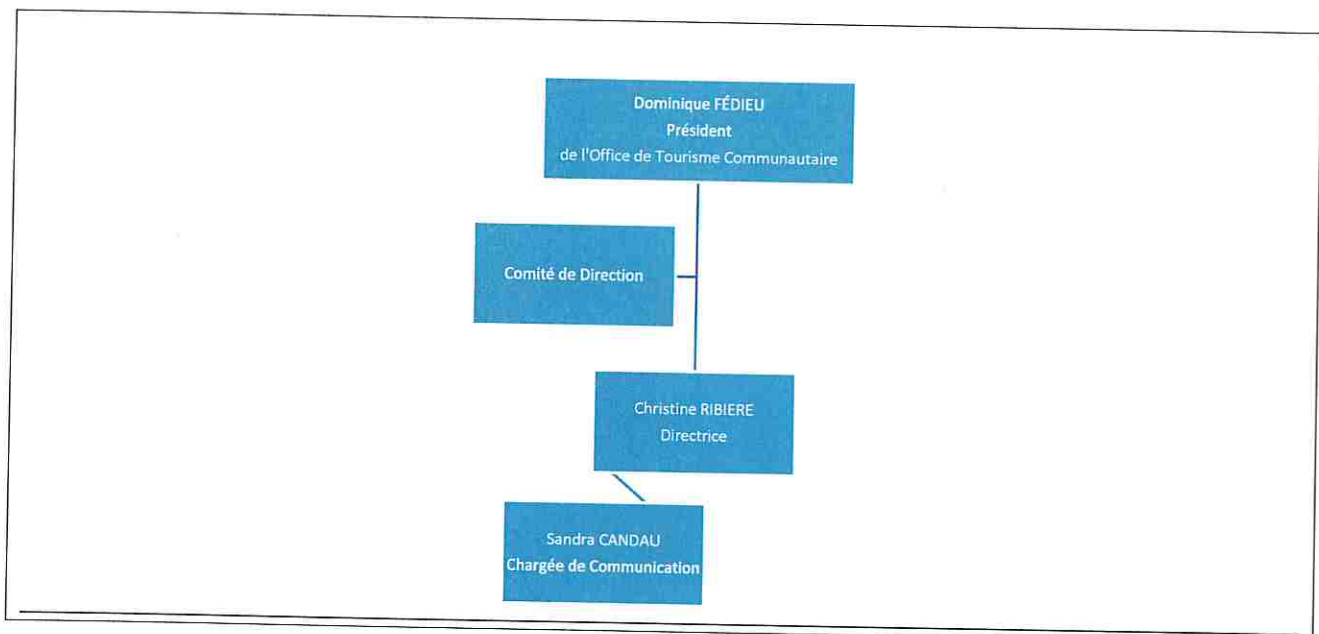 Dominique FÉDIEU
Président
de l'Office de Tourisme Communautaire
Comité de Direction
Christine RIBIERE
Directrice
Sandra CANDAU
Chargée de Communication